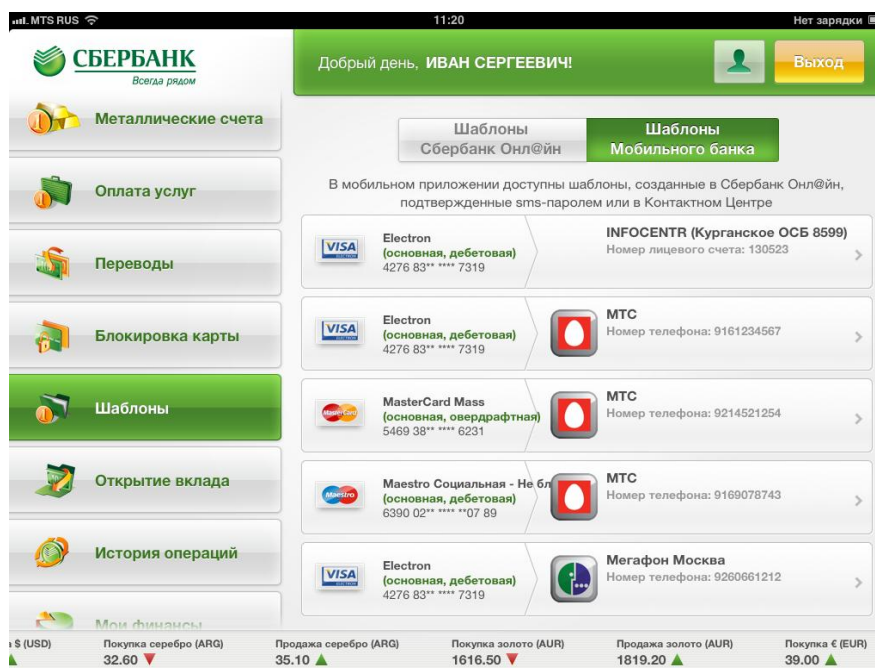 MTS RUS
11:20
Нет зарядки
СБЕРБАНК
Всегда рядом
Добрый день, ИВАН СЕРГЕЕВИЧ!
Выход
Металлические счета
Оплата услуг
Переводы
Блокировка карты
Шаблоны
Открытие вклада
История операций
Мои финансы
Шаблоны
Сбербанк Онл@йн
Шаблоны
Мобильного банка
В мобильном приложении доступны шаблоны, созданные в Сбербанк Онл@йн,
подтвержденные sms-паролем или в Контактном Центре
VISA
Electron
(основная, дебетовая)
4276 83** **** 7319
INFOCENTR (Курганское ОСБ 8599)
Номер лицевого счета: 130523
VISA
Electron
(основная, дебетовая)
4276 83** **** 7319
МТС
Номер телефона: 9161234567
MasterCard
MasterCard Mass
(основная, овердрафтная)
5469 38** **** 6231
МТС
Номер телефона: 9214521254
Maestro
Maestro Социальная - Не бл
(основная, дебетовая)
6390 02** **** **07 89
МТС
Номер телефона: 9169078743
VISA
Electron
(основная, дебетовая)
4276 83** **** 7319
Мегафон Москва
Номер телефона: 9260661212
$ (USD)
Покупка серебро (ARG)
32.60
Продажа серебро (ARG)
35.10
Покупка золото (AUR)
1616.50
Продажа золото (AUR)
1819.20
Покупка € (EUR)
39.00